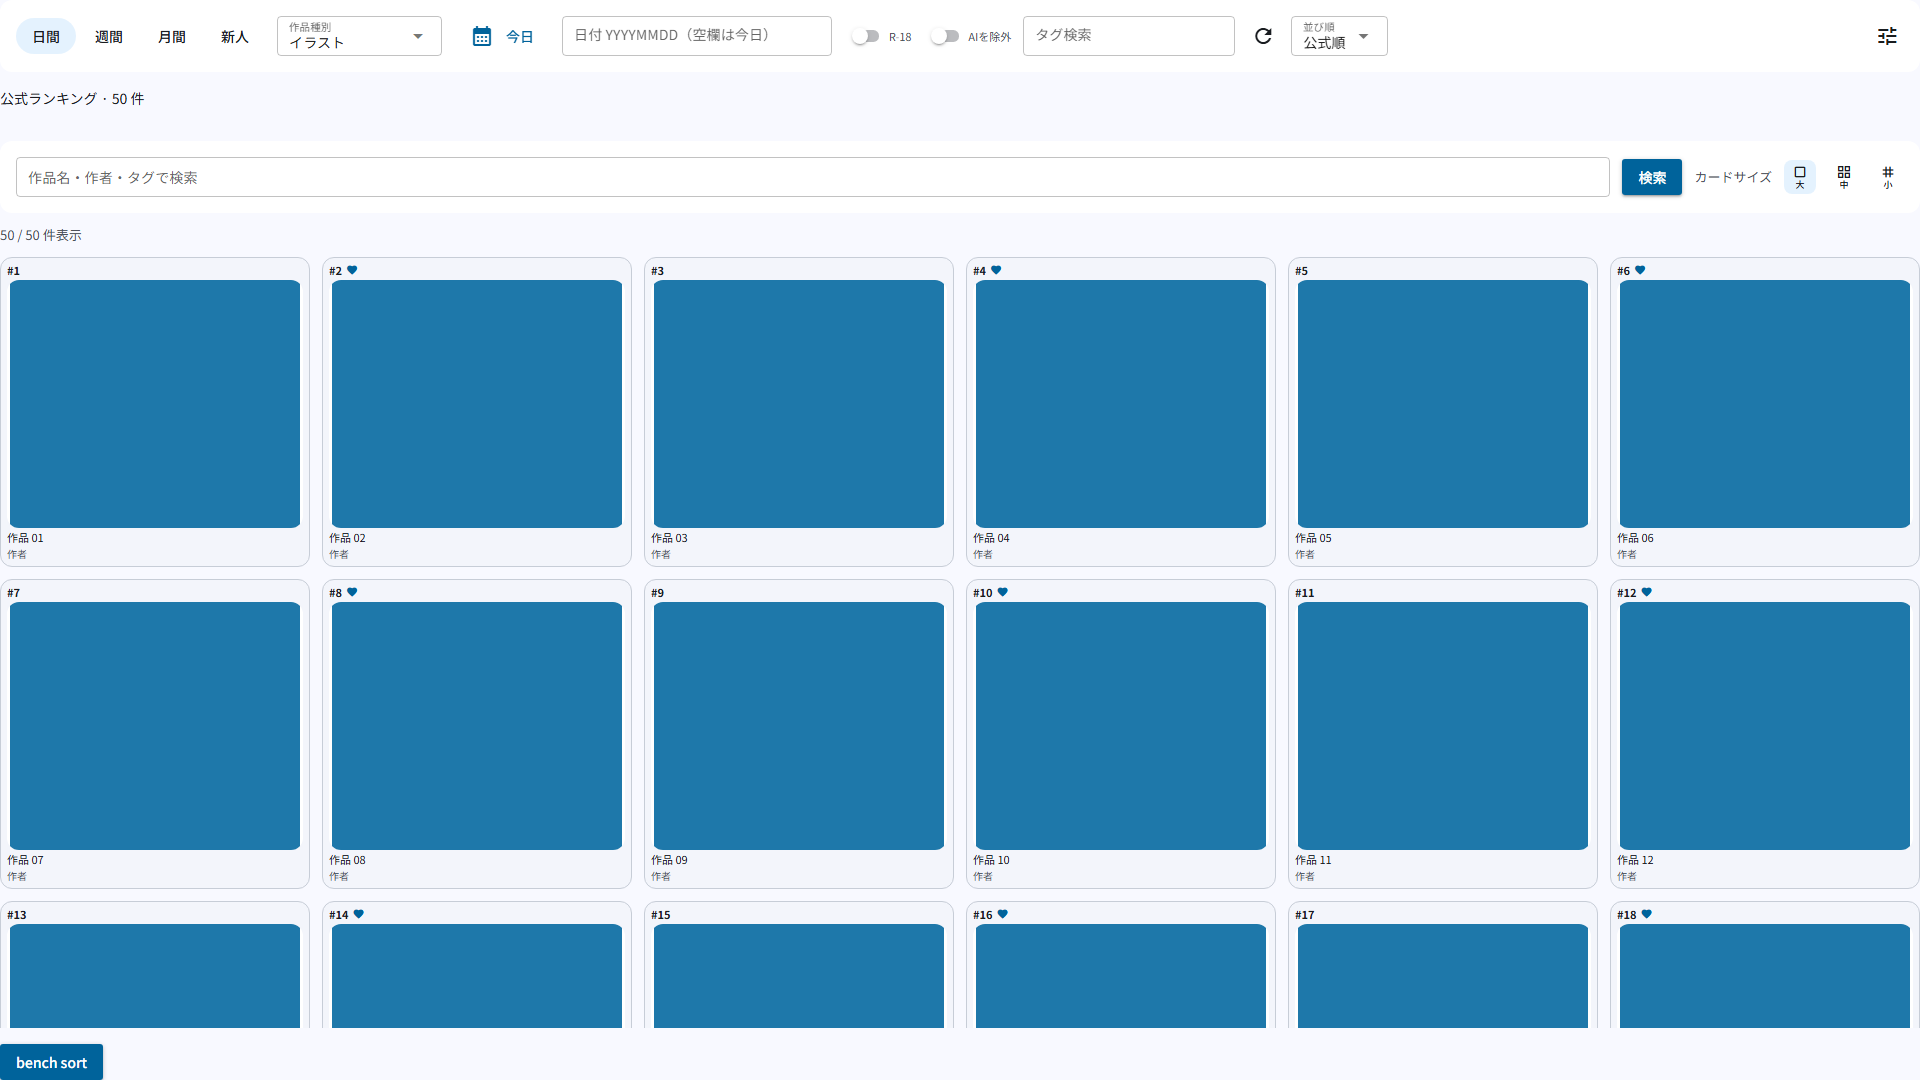 日間 週間 月間 新人 作品種別 イラスト 今日 日付 YYYYMMDD（空欄は今日） R-18 AIを除外 タグ検索 並び順 公式順
公式ランキング · 50 件
作品名・作者・タグで検索 検索 カードサイズ 大 中 小
50 / 50 件表示
#1 #2 #3 #4 #5 #6
作品 01 作品 02 作品 03 作品 04 作品 05 作品 06
作者 作者 作者 作者 作者 作者
#7 #8 #9 #10 #11 #12
作品 07 作品 08 作品 09 作品 10 作品 11 作品 12
作者 作者 作者 作者 作者 作者
#13 #14 #15 #16 #17 #18
bench sort